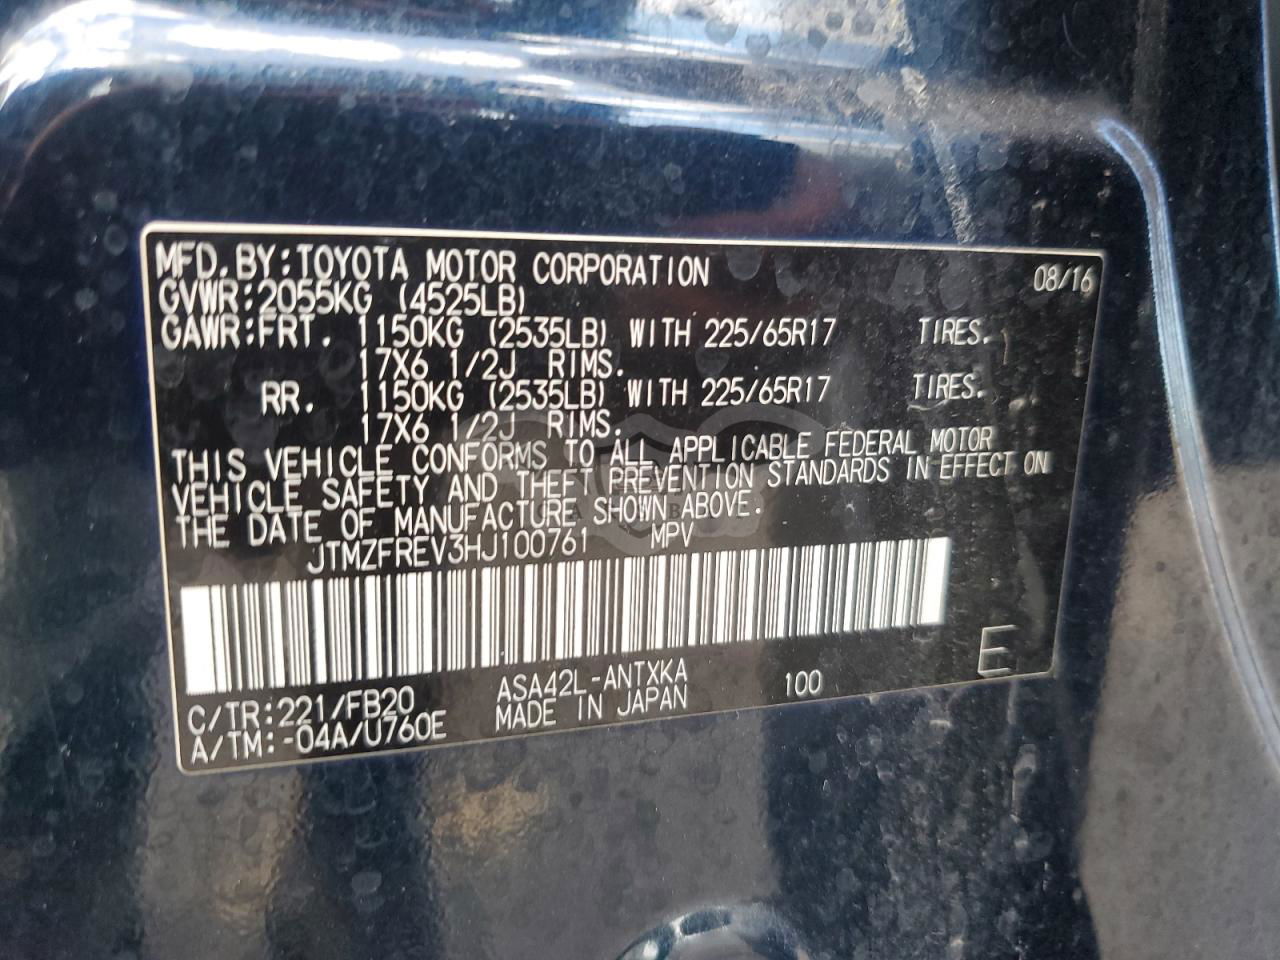 MFD. BY: TOYOTA MOTOR CORPORATION 08/16
GVWR: 2055KG (4525LB)
GAWR: FRT. 1150KG (2535LB) WITH 225/65R17 TIRES.
17X6 1/2J RIMS.
RR. 1150KG (2535LB) WITH 225/65R17 TIRES.
17X6 1/2J RIMS.
THIS VEHICLE CONFORMS TO ALL APPLICABLE FEDERAL MOTOR
VEHICLE SAFETY AND THEFT PREVENTION STANDARDS IN EFFECT ON
THE DATE OF MANUFACTURE SHOWN ABOVE.
JTMZFREV3HJ100761 MPV
C/TR: 221/FB20 ASA42L-ANTXKA 100 E
A/TM: -04A/U760E MADE IN JAPAN